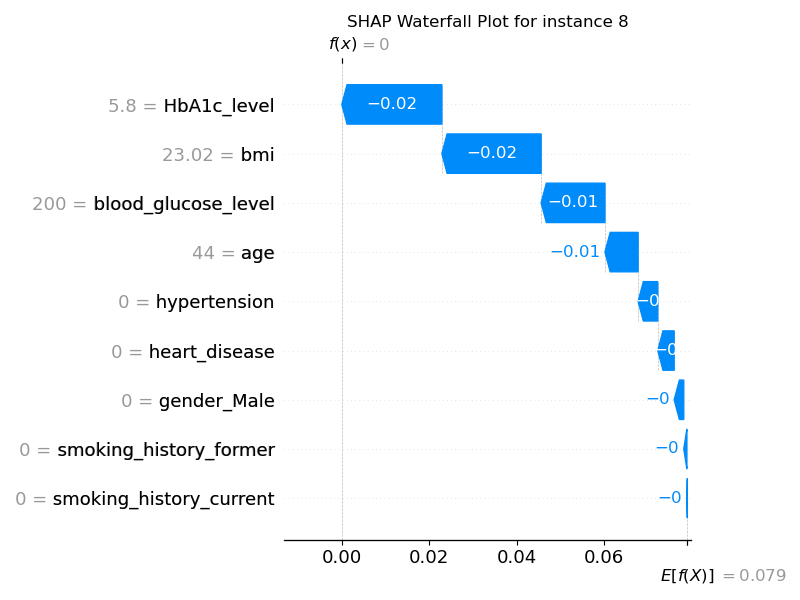 SHAP Waterfall Plot for instance 8
f(x) = 0
5.8 = HbA1c_level
−0.02
23.02 = bmi
−0.02
200 = blood_glucose_level
−0.01
44 = age
−0.01
0 = hypertension
−0
0 = heart_disease
−0
0 = gender_Male
−0
0 = smoking_history_former
−0
0 = smoking_history_current
−0
0.00 0.02 0.04 0.06
E[f(X)] = 0.079